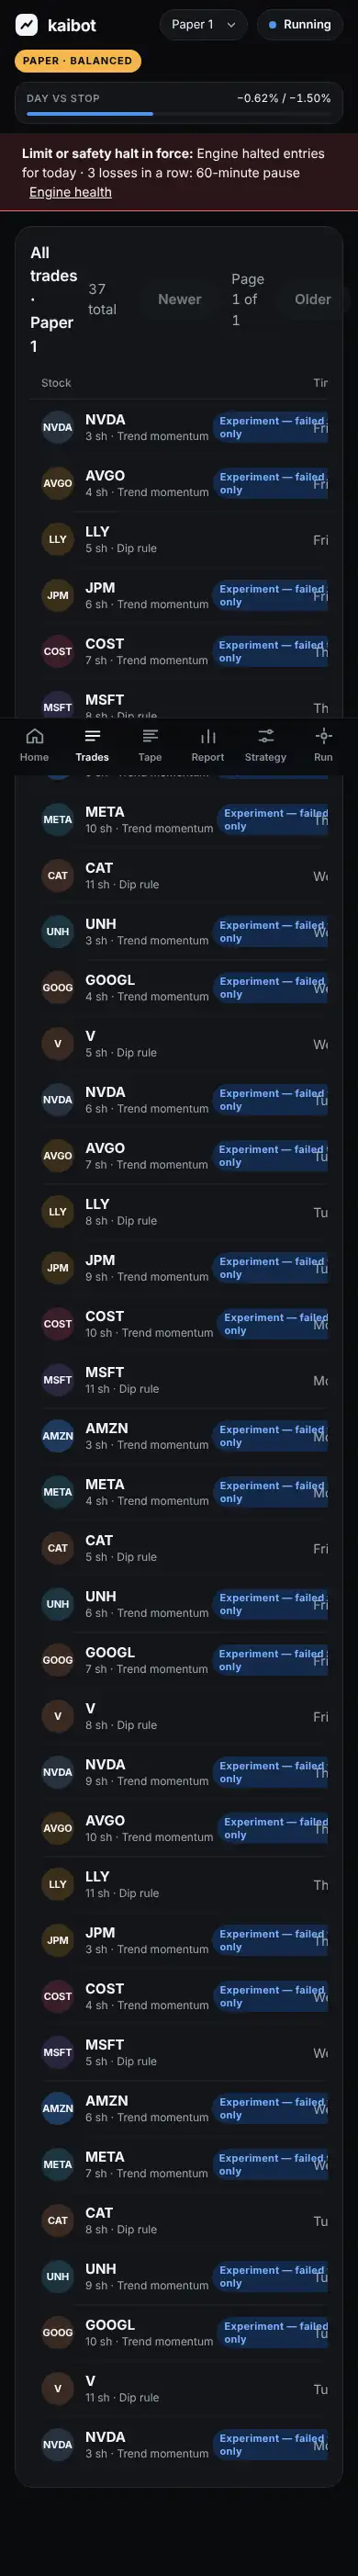 kaibot
Paper 1
Running
PAPER · BALANCED
DAY VS STOP
−0.62% / −1.50%
Limit or safety halt in force: Engine halted entries
for today · 3 losses in a row: 60-minute pause
Engine health
All
trades
·
Paper
1
37
total
Newer
Page
1 of
1
Older
Stock
NVDA
NVDA
3 sh · Trend momentum
Experiment — failed
only
AVGO
AVGO
4 sh · Trend momentum
Experiment — failed
only
LLY
LLY
5 sh · Dip rule
Fri
JPM
JPM
6 sh · Trend momentum
Experiment — failed
only
COST
COST
7 sh · Trend momentum
Experiment — failed
only
MSFT
MSFT
8 sh · Dip rule
Th
Home
Trades
Tape
Report
Strategy
Run
META
META
10 sh · Trend momentum
Experiment — failed
only
CAT
CAT
11 sh · Dip rule
We
UNH
UNH
3 sh · Trend momentum
Experiment — failed
only
GOOG
GOOGL
4 sh · Trend momentum
Experiment — failed
only
V
V
5 sh · Dip rule
We
NVDA
NVDA
6 sh · Trend momentum
Experiment — failed
only
AVGO
AVGO
7 sh · Trend momentum
Experiment — failed
only
LLY
LLY
8 sh · Dip rule
Tu
JPM
JPM
9 sh · Trend momentum
Experiment — failed
only
COST
COST
10 sh · Trend momentum
Experiment — failed
only
MSFT
MSFT
11 sh · Dip rule
Mo
AMZN
AMZN
3 sh · Trend momentum
Experiment — failed
only
META
META
4 sh · Trend momentum
Experiment — failed
only
CAT
CAT
5 sh · Dip rule
Fri
UNH
UNH
6 sh · Trend momentum
Experiment — failed
only
GOOG
GOOGL
7 sh · Trend momentum
Experiment — failed
only
V
V
8 sh · Dip rule
Fri
NVDA
NVDA
9 sh · Trend momentum
Experiment — failed
only
AVGO
AVGO
10 sh · Trend momentum
Experiment — failed
only
LLY
LLY
11 sh · Dip rule
Th
JPM
JPM
3 sh · Trend momentum
Experiment — failed
only
COST
COST
4 sh · Trend momentum
Experiment — failed
only
MSFT
MSFT
5 sh · Dip rule
We
AMZN
AMZN
6 sh · Trend momentum
Experiment — failed
only
META
META
7 sh · Trend momentum
Experiment — failed
only
CAT
CAT
8 sh · Dip rule
Tu
UNH
UNH
9 sh · Trend momentum
Experiment — failed
only
GOOG
GOOGL
10 sh · Trend momentum
Experiment — failed
only
V
V
11 sh · Dip rule
Tu
NVDA
NVDA
3 sh · Trend momentum
Experiment — failed
only